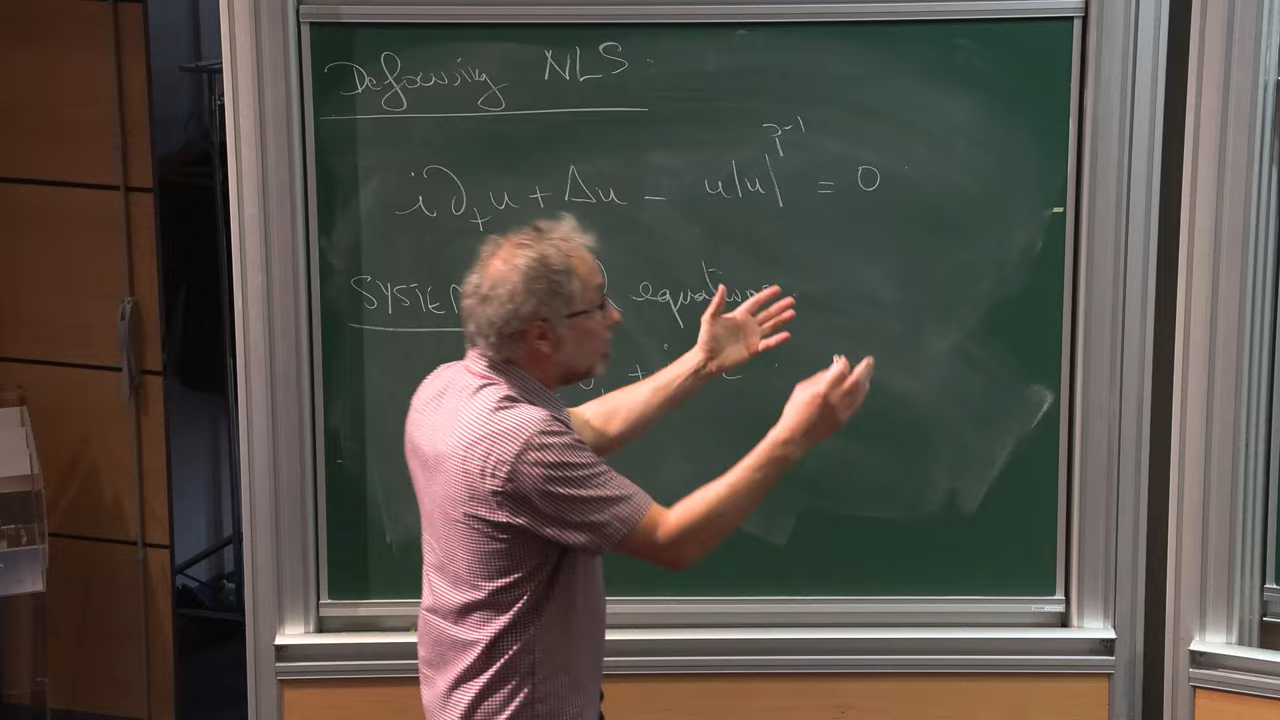 Defocusing NLS.
i∂ₜu + Δu − u|u|^{p-1} = 0
SYSTEM equations
+